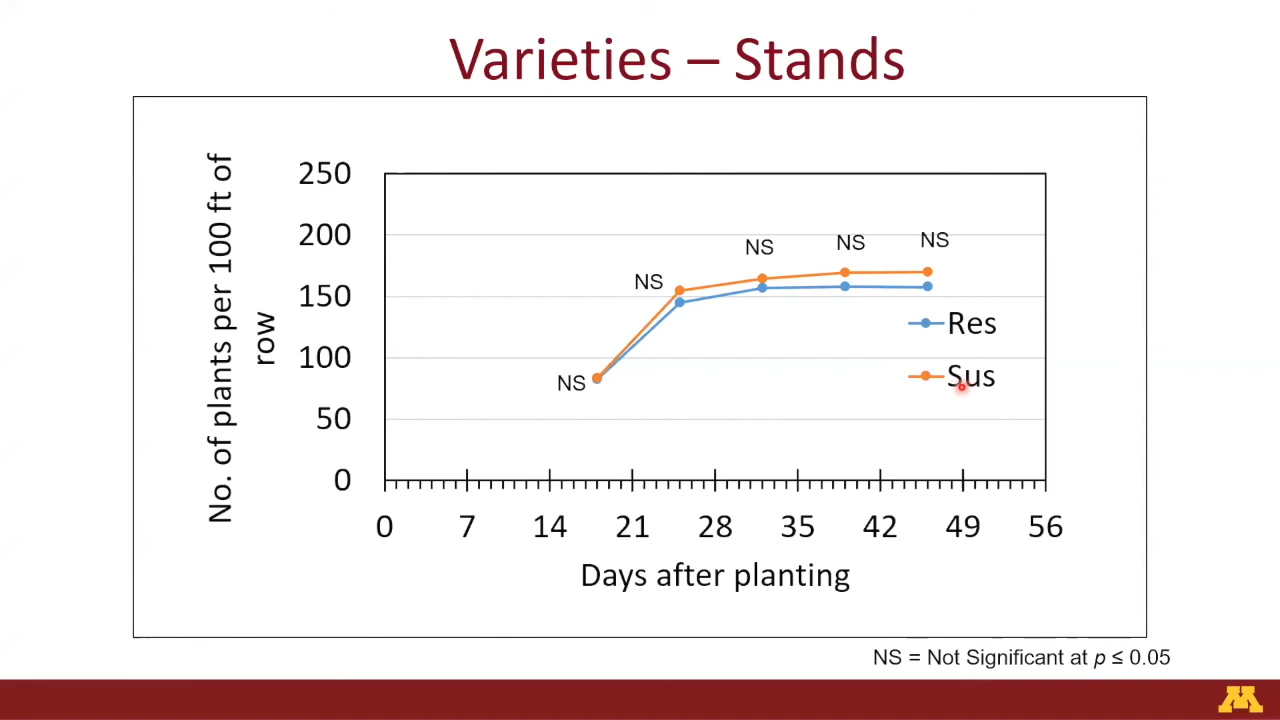 Varieties – Stands
No. of plants per 100 ft of
row
250
200
150
100
50
0
NS
NS
NS
NS
NS
Res
Sus
0 7 14 21 28 35 42 49 56
Days after planting
NS = Not Significant at p ≤ 0.05
M